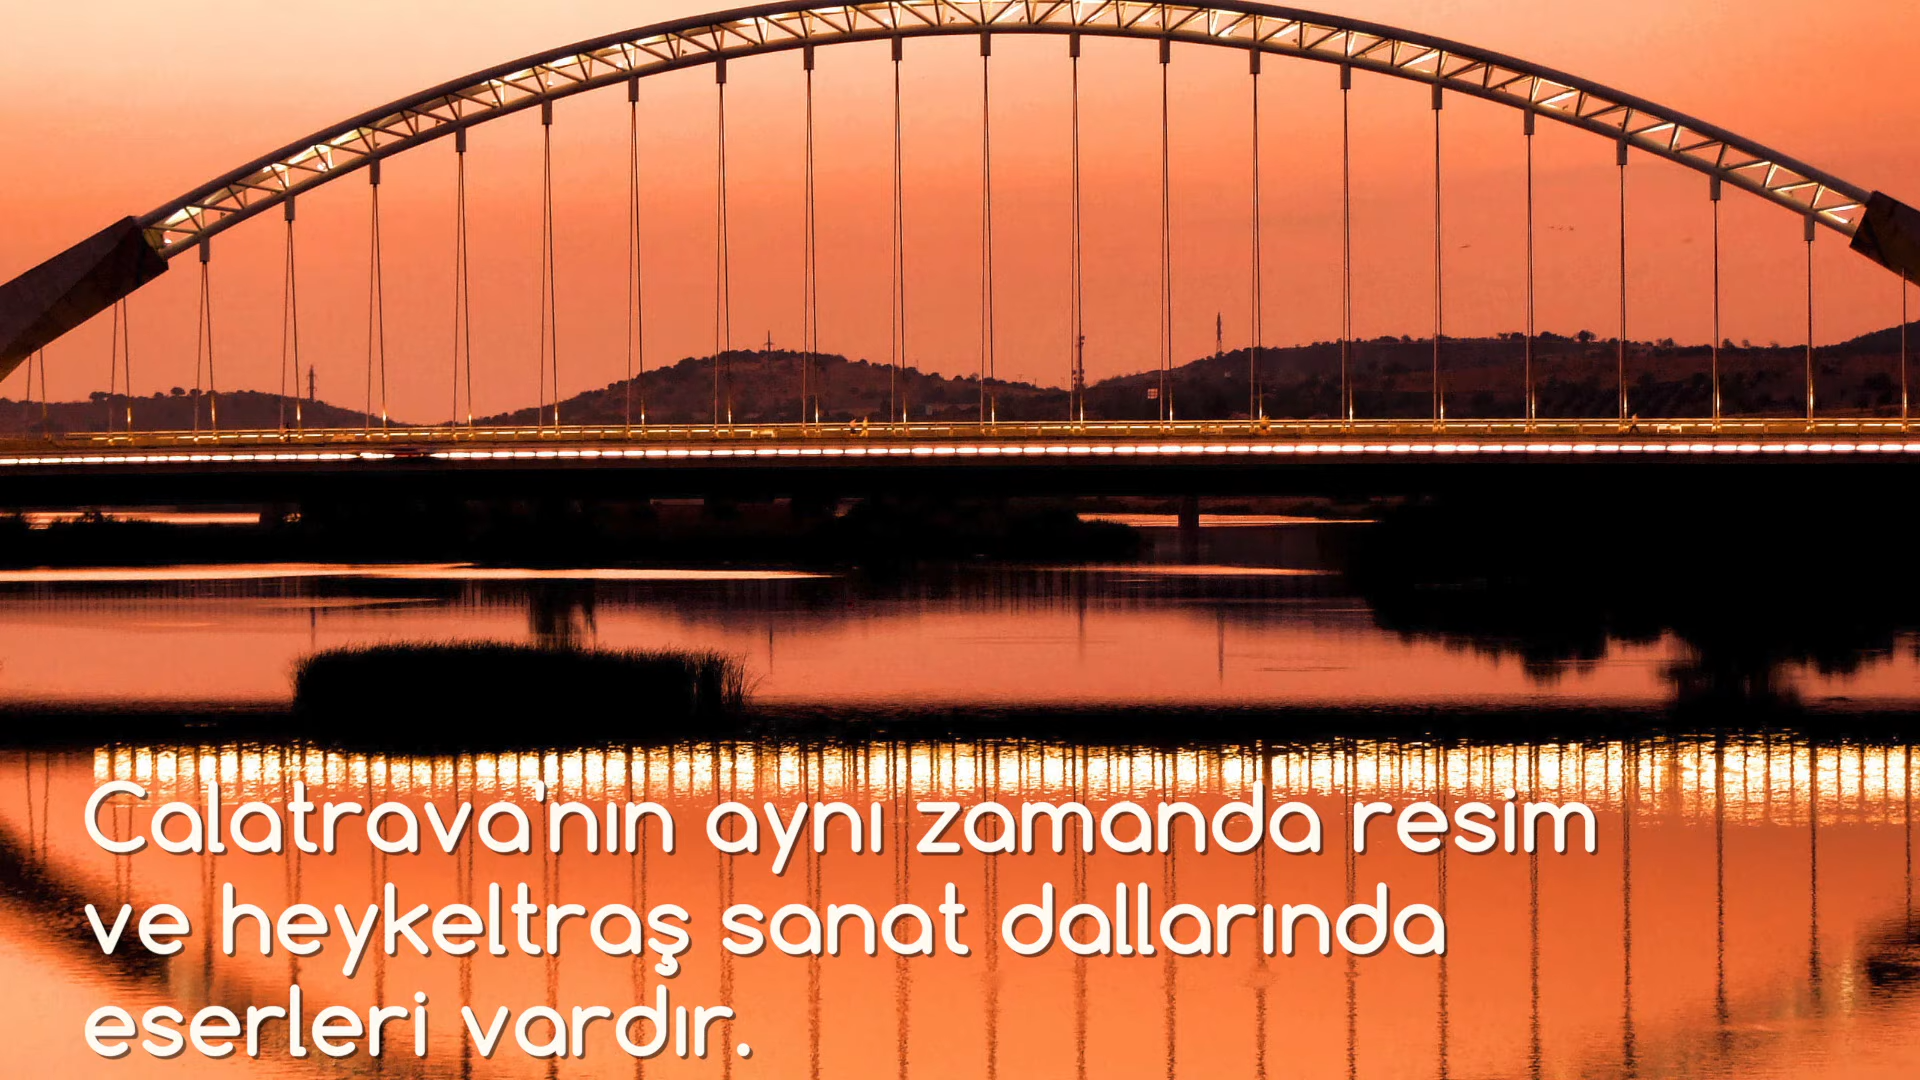 Calatrava'nın aynı zamanda resim
ve heykeltraş sanat dallarında
eserleri vardır.